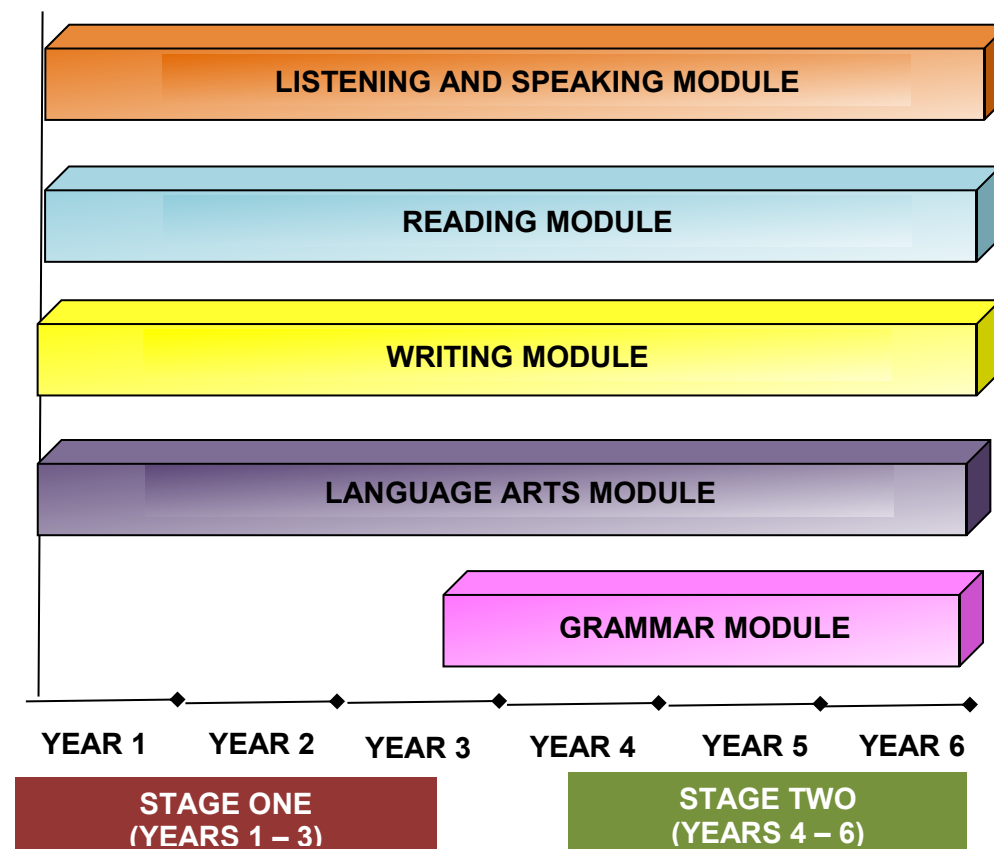 LISTENING AND SPEAKING MODULE
READING MODULE
WRITING MODULE
LANGUAGE ARTS MODULE
GRAMMAR MODULE
YEAR 1 YEAR 2 YEAR 3 YEAR 4 YEAR 5 YEAR 6
STAGE ONE
(YEARS 1 – 3)
STAGE TWO
(YEARS 4 – 6)